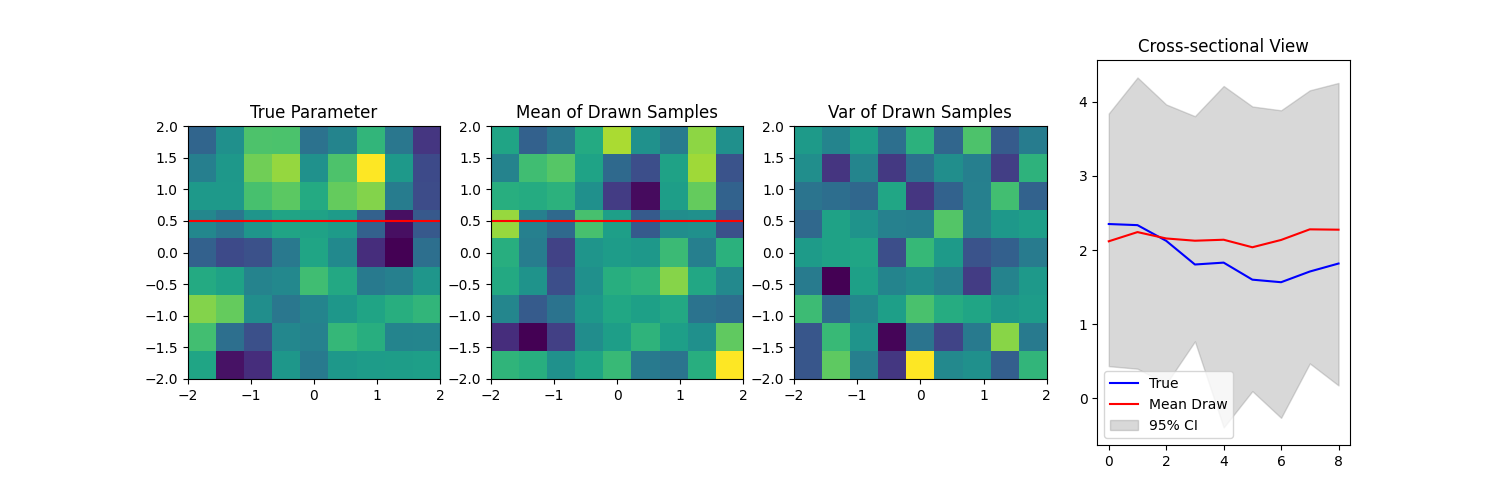 True Parameter
2.0
1.5
1.0
0.5
0.0
−0.5
−1.0
−1.5
−2.0
−2 −1 0 1 2
Mean of Drawn Samples
2.0
1.5
1.0
0.5
0.0
−0.5
−1.0
−1.5
−2.0
−2 −1 0 1 2
Var of Drawn Samples
2.0
1.5
1.0
0.5
0.0
−0.5
−1.0
−1.5
−2.0
−2 −1 0 1 2
Cross-sectional View
4
3
2
1
0
True
Mean Draw
95% CI
0 2 4 6 8